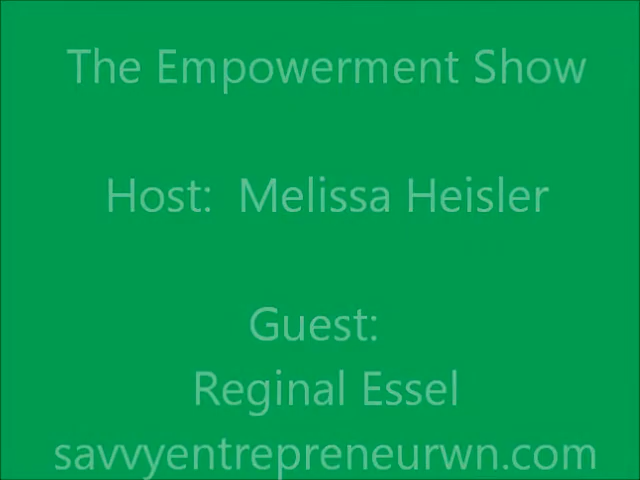 The Empowerment Show
Host: Melissa Heisler
Guest:
Reginal Essel
savvyentrepreneurwn.com